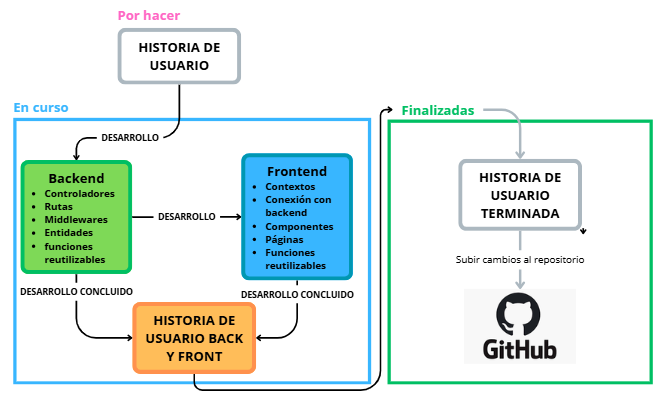 Por hacer
HISTORIA DE
USUARIO
En curso
DESARROLLO
Backend
• Controladores
• Rutas
• Middlewares
• Entidades
• funciones
reutilizables
DESARROLLO
Frontend
• Contextos
• Conexión con
backend
• Componentes
• Páginas
• Funciones
reutilizables
DESARROLLO CONCLUIDO
DESARROLLO CONCLUIDO
HISTORIA DE
USUARIO BACK
Y FRONT
Finalizadas
HISTORIA DE
USUARIO
TERMINADA
Subir cambios al repositorio
GitHub